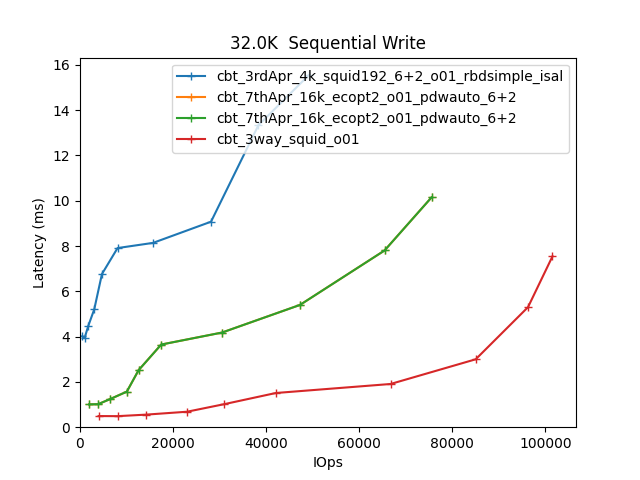 32.0K  Sequential Write
16
14
12
10
8
6
4
2
0
Latency (ms)
cbt_3rdApr_4k_squid192_6+2_o01_rbdsimple_isal
cbt_7thApr_16k_ecopt2_o01_pdwauto_6+2
cbt_7thApr_16k_ecopt2_o01_pdwauto_6+2
cbt_3way_squid_o01
0 20000 40000 60000 80000 100000
IOps